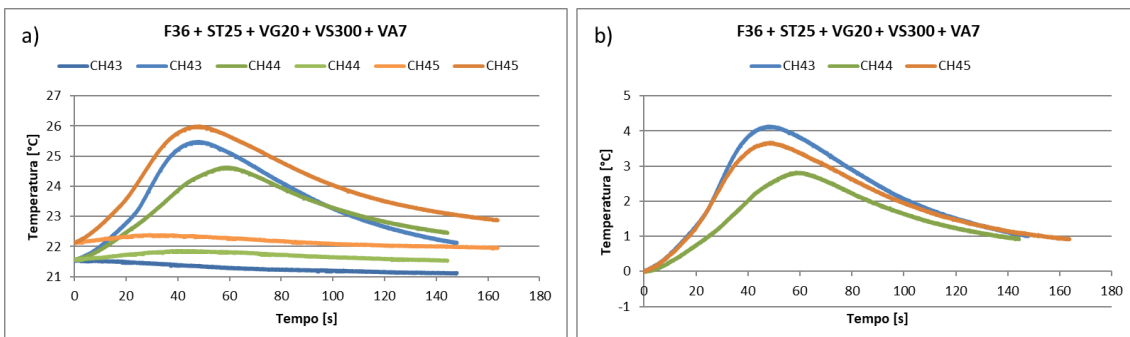 a)
F36 + ST25 + VG20 + VS300 + VA7
CH43 CH43 CH44 CH44 CH45 CH45
27
26
25
24
23
22
21
0 20 40 60 80 100 120 140 160 180
Temperatura [°C]
Tempo [s]
b)
F36 + ST25 + VG20 + VS300 + VA7
CH43 CH44 CH45
5
4
3
2
1
0
-1
0 20 40 60 80 100 120 140 160 180
Temperatura [°C]
Tempo [s]